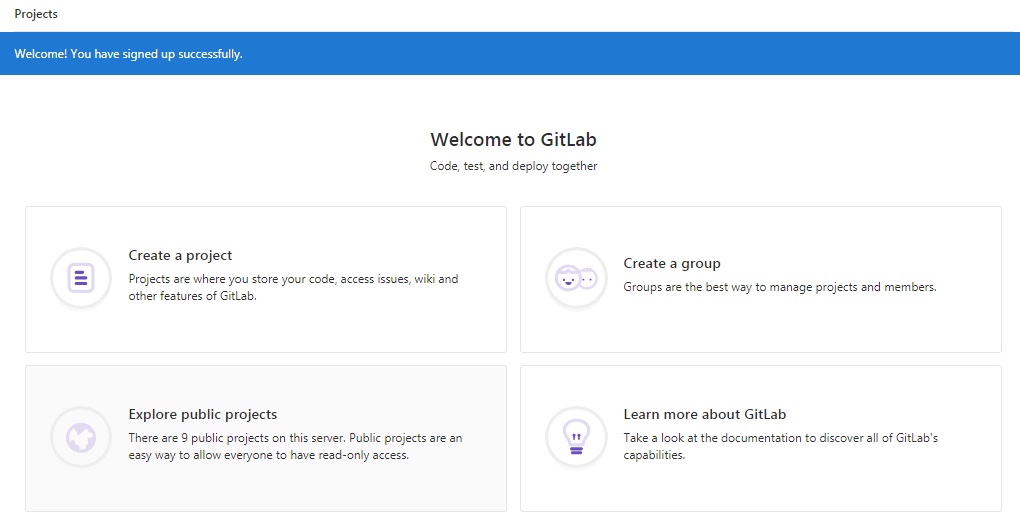 Projects
Welcome! You have signed up successfully.
Welcome to GitLab
Code, test, and deploy together
Create a project
Projects are where you store your code, access issues, wiki and
other features of GitLab.
Create a group
Groups are the best way to manage projects and members.
Explore public projects
There are 9 public projects on this server. Public projects are an
easy way to allow everyone to have read-only access.
Learn more about GitLab
Take a look at the documentation to discover all of GitLab's
capabilities.